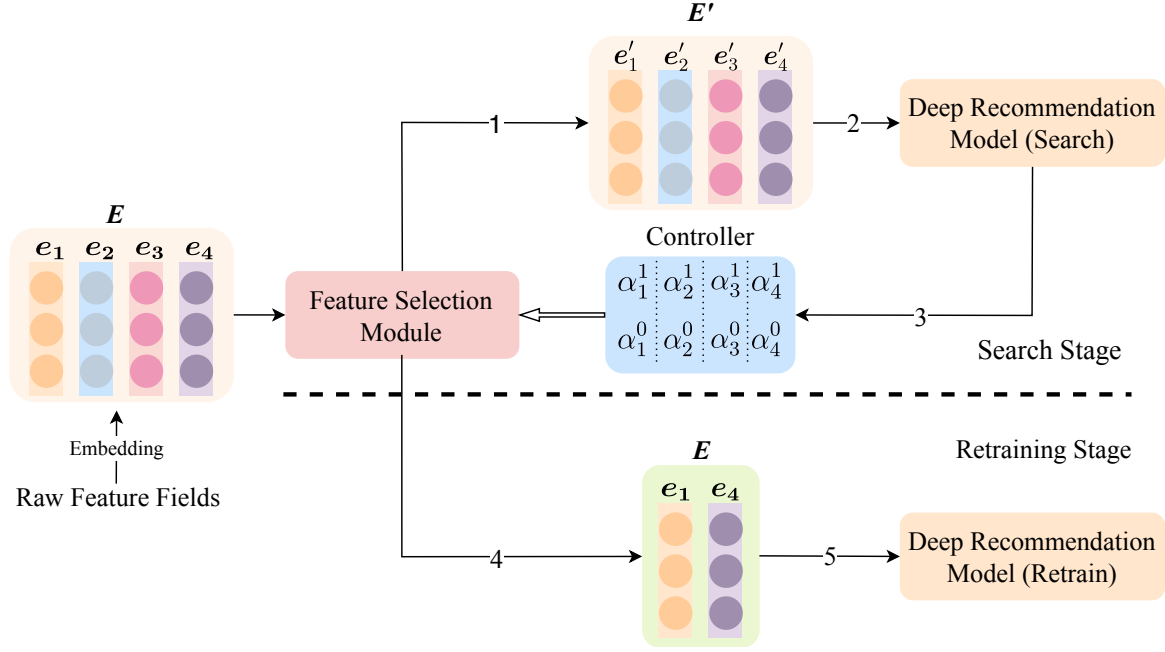 E'
e'₁ e'₂ e'₃ e'₄
1
2
Deep Recommendation
Model (Search)
E
e₁ e₂ e₃ e₄
Controller
α₁¹ α₂¹ α₃¹ α₄¹
α₁⁰ α₂⁰ α₃⁰ α₄⁰
Feature Selection
Module
3
Search Stage
Embedding
Raw Feature Fields
Retraining Stage
E
e₁ e₄
4
5
Deep Recommendation
Model (Retrain)